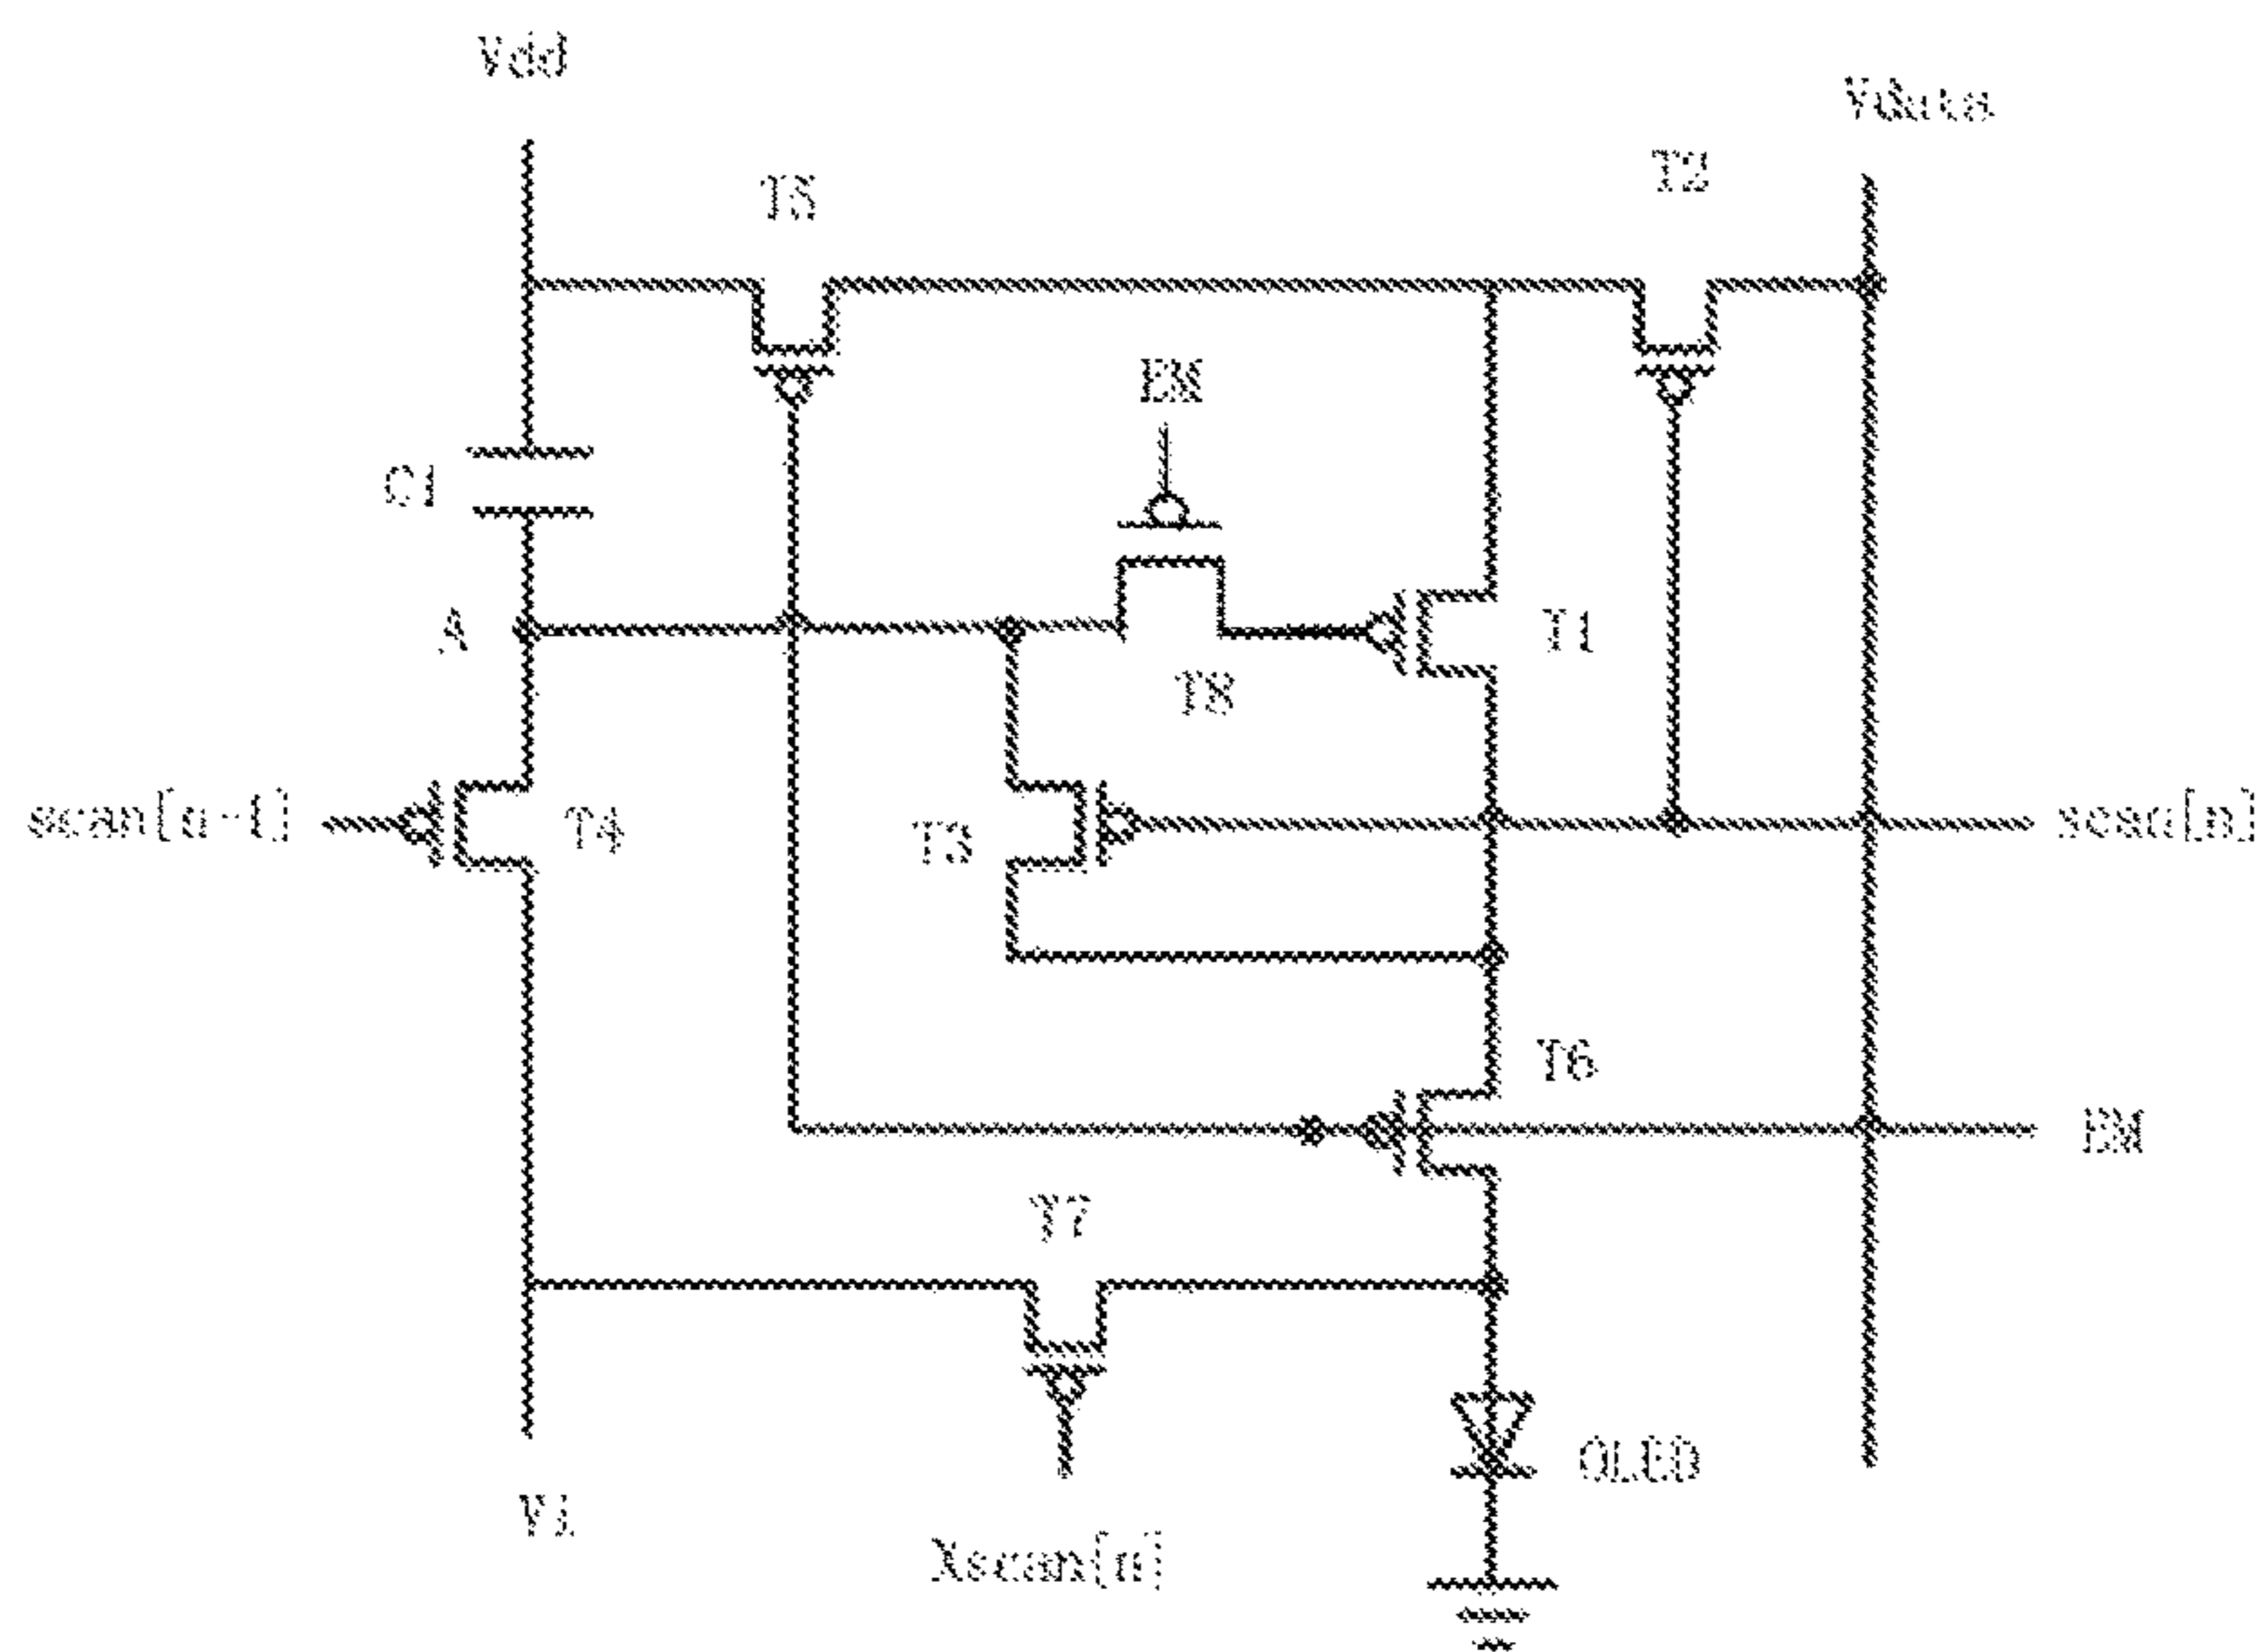 Vdd
Vdata
T5
T2
EM
C1
A
T1
T8
scan[n-1]
T4
T3
scan[n]
T6
EM
T7
OLED
Vi
Xscan[n]